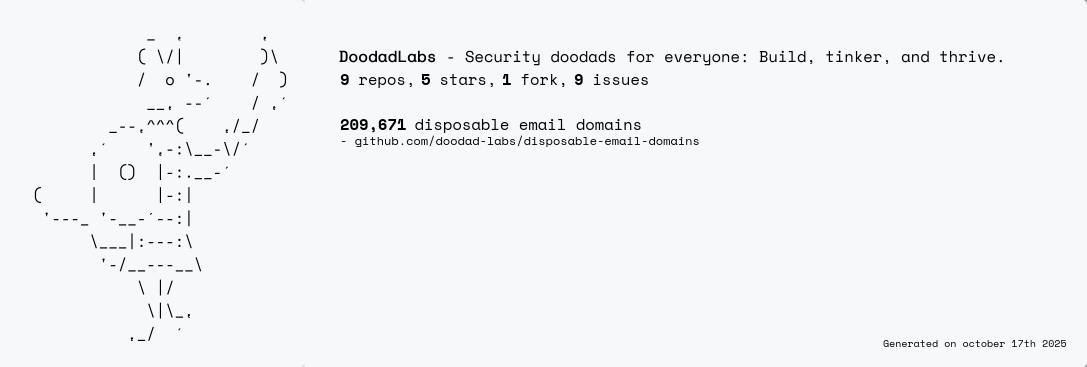 DoodadLabs - Security doodads for everyone: Build, tinker, and thrive.
9 repos, 5 stars, 1 fork, 9 issues
209,671 disposable email domains
- github.com/doodad-labs/disposable-email-domains
Generated on october 17th 2025